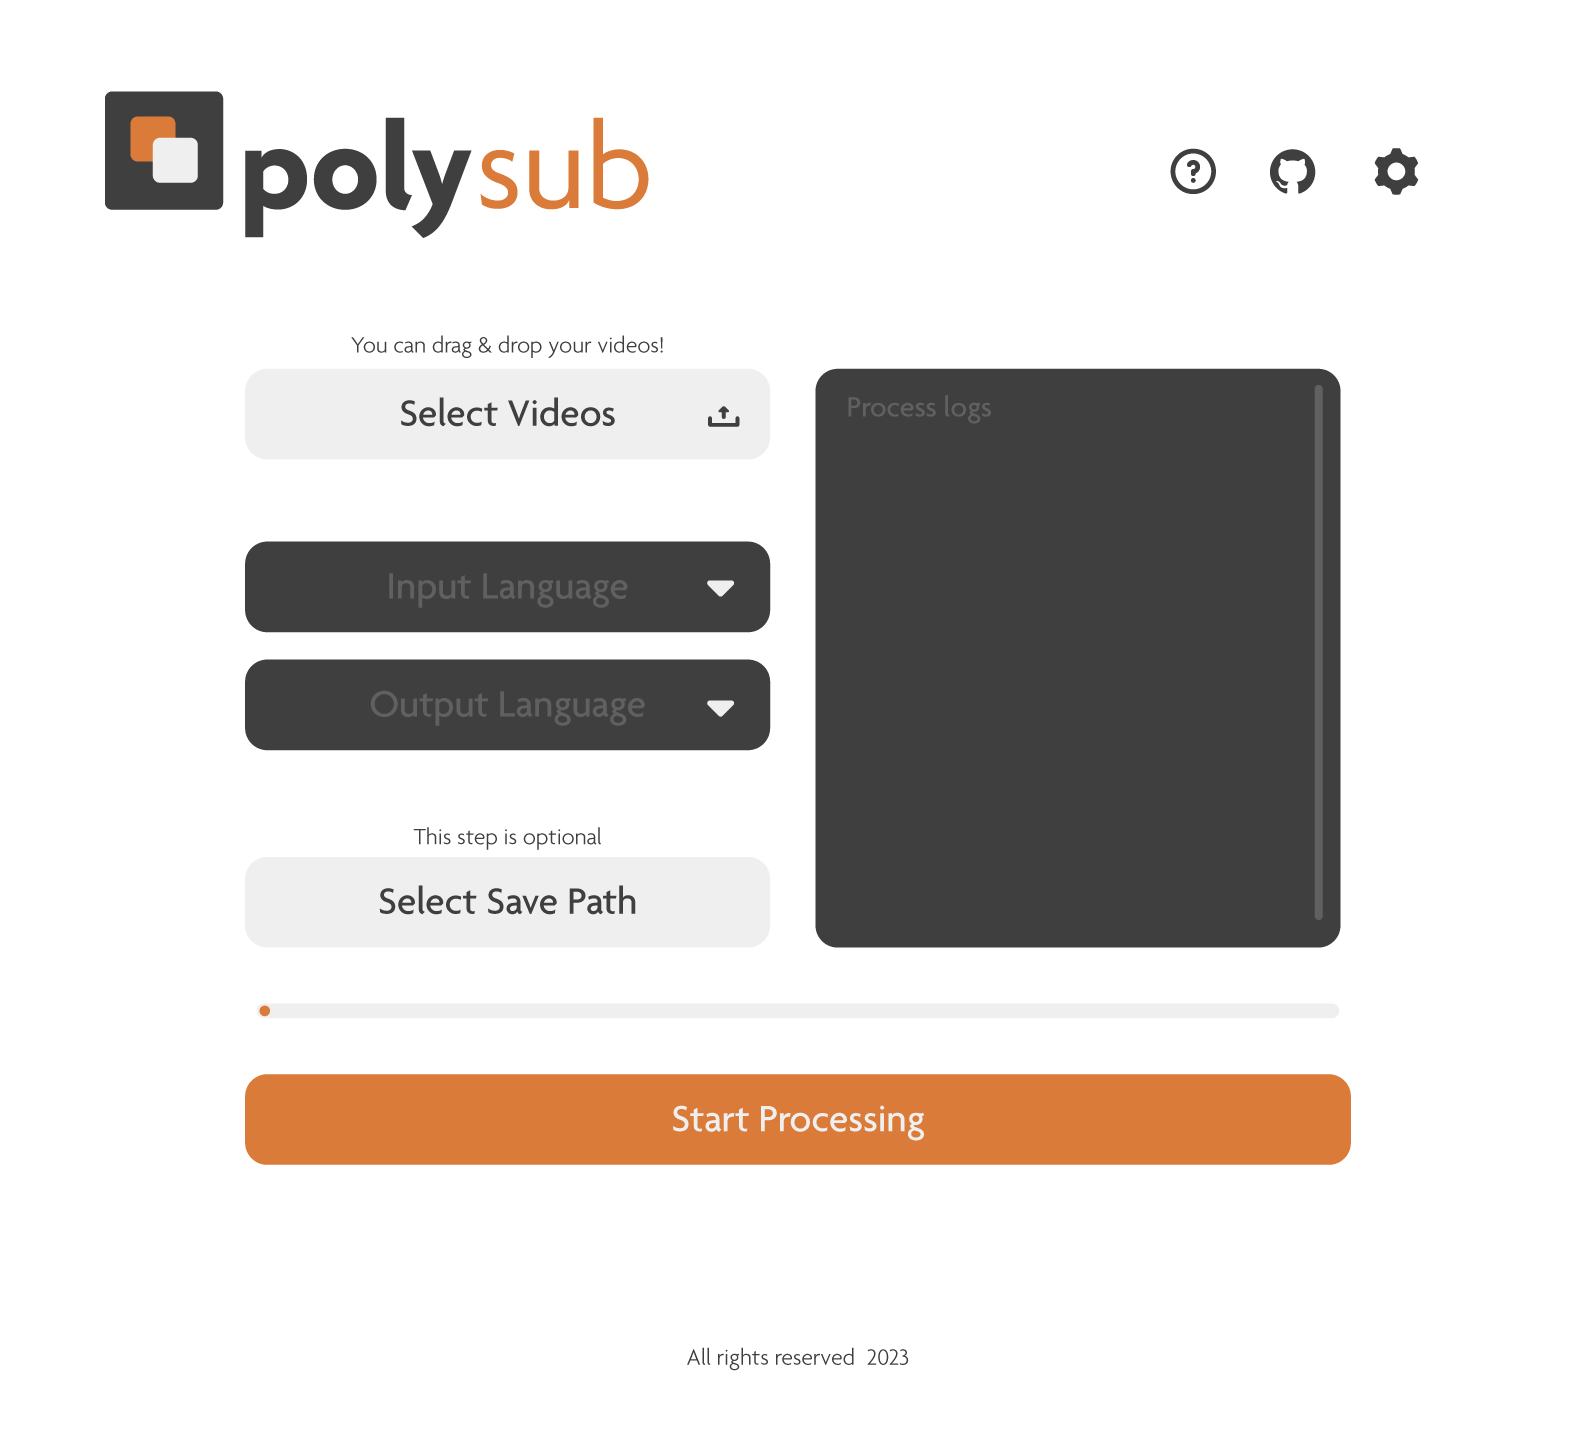 polysub
You can drag & drop your videos!
Select Videos
Process logs
Input Language
Output Language
This step is optional
Select Save Path
Start Processing
All rights reserved 2023